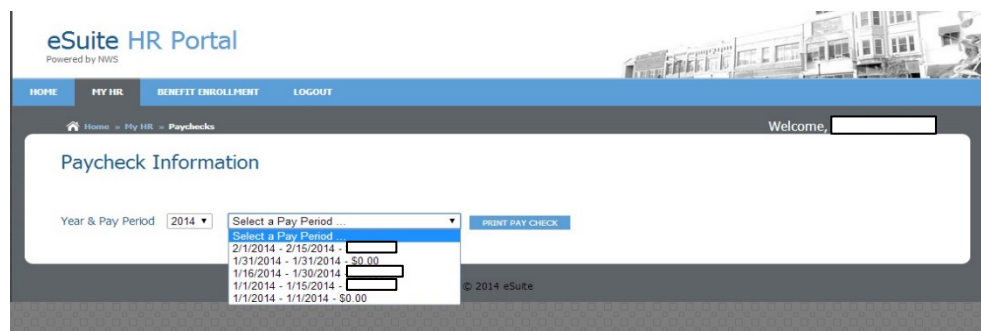 eSuite HR Portal
Powered by NWS
HOME MY HR BENEFIT ENROLLMENT LOGOUT
Home » My HR » Paychecks
Welcome,
Paycheck Information
Year & Pay Period 2014 Select a Pay Period ... PRINT PAY CHECK
Select a Pay Period ...
2/1/2014 - 2/15/2014 -
1/31/2014 - 1/31/2014 - $0.00
1/16/2014 - 1/30/2014 -
1/1/2014 - 1/15/2014 -
1/1/2014 - 1/1/2014 - $0.00
© 2014 eSuite